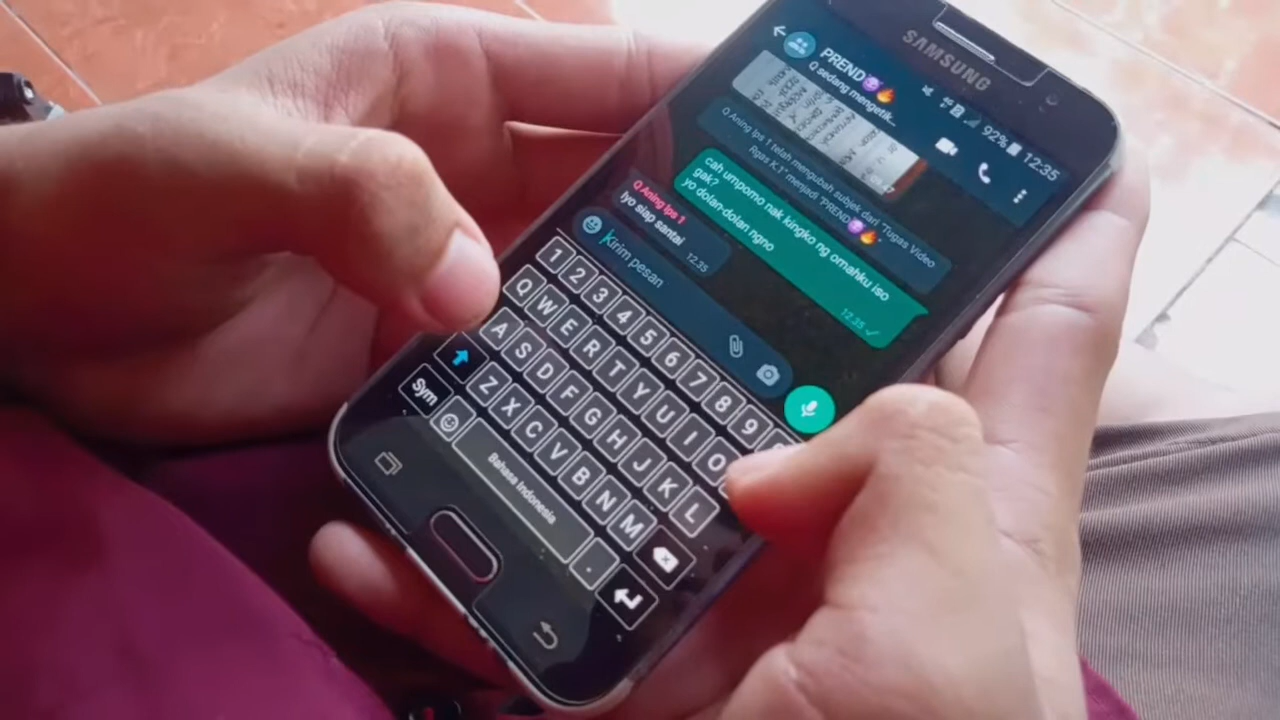 SAMSUNG
92% 12:35
PREND😈🔥
Q sedang mengetik...
Q Aning Ips 1 telah mengubah subjek dari "Tugas Video
Rgas K.1" menjadi "PREND😈🔥".
cah umpomo nak kingko ng omahku iso
gak?
yo dolan-dolan ngno
12.35
Q Aning Ips 1
Iyo siap santai
12.35
Kirim pesan
1 2 3 4 5 6 7 8 9
Q W E R T Y U I O
A S D F G H J K L
Z X C V B N M
Sym
Bahasa Indonesia
.